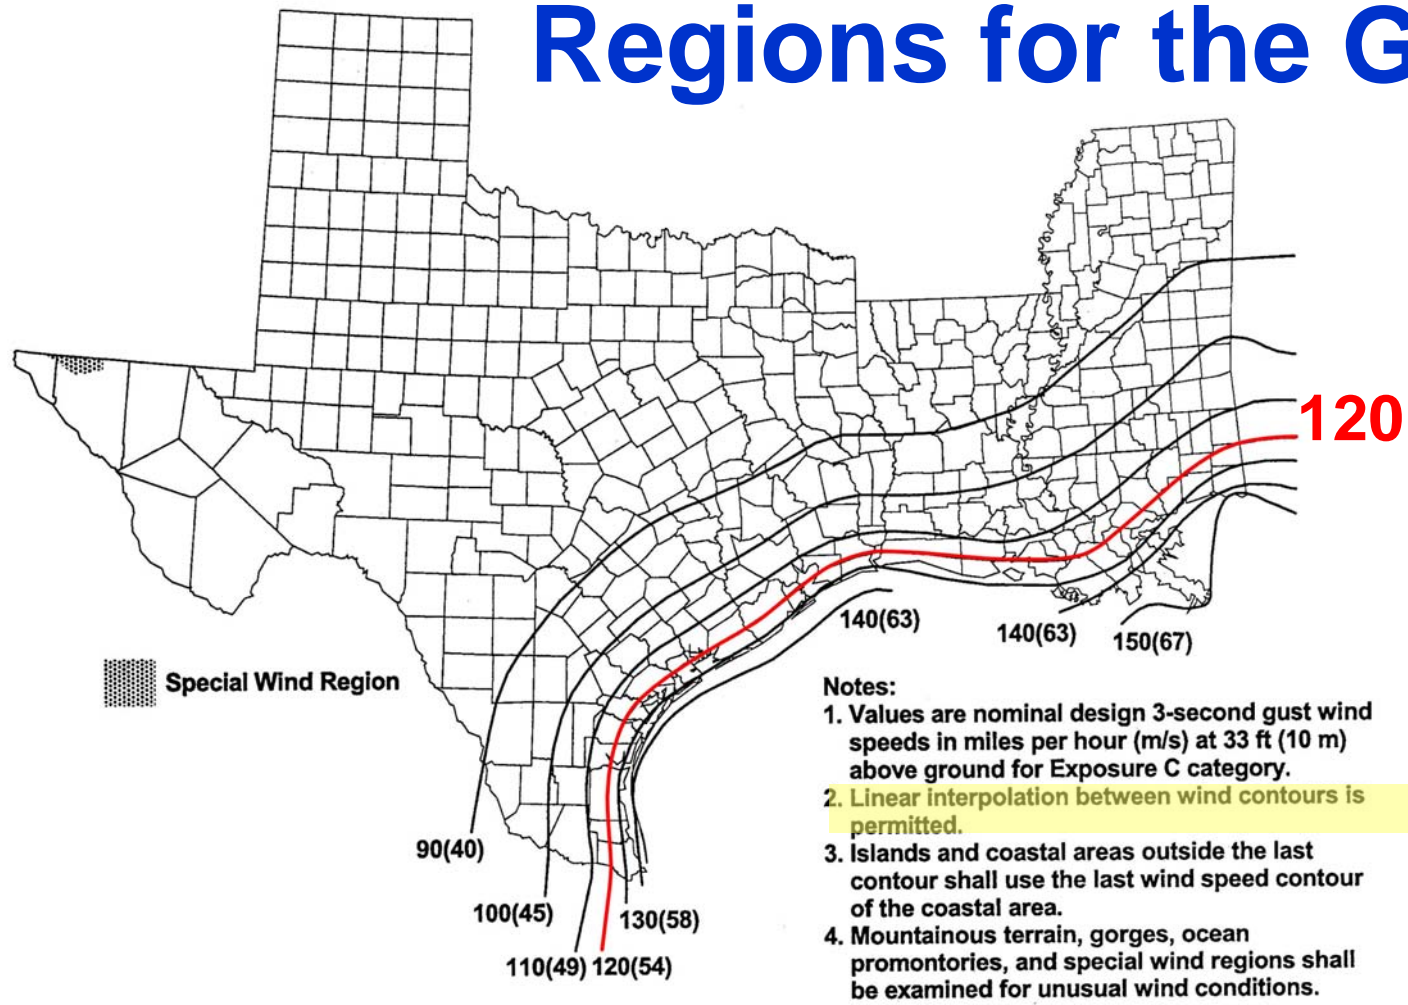 Regions for the G
120
140(63)
140(63)
150(67)
Special Wind Region
90(40)
100(45)
130(58)
110(49)
120(54)
Notes:
1. Values are nominal design 3-second gust wind
speeds in miles per hour (m/s) at 33 ft (10 m)
above ground for Exposure C category.
2. Linear interpolation between wind contours is
permitted.
3. Islands and coastal areas outside the last
contour shall use the last wind speed contour
of the coastal area.
4. Mountainous terrain, gorges, ocean
promontories, and special wind regions shall
be examined for unusual wind conditions.